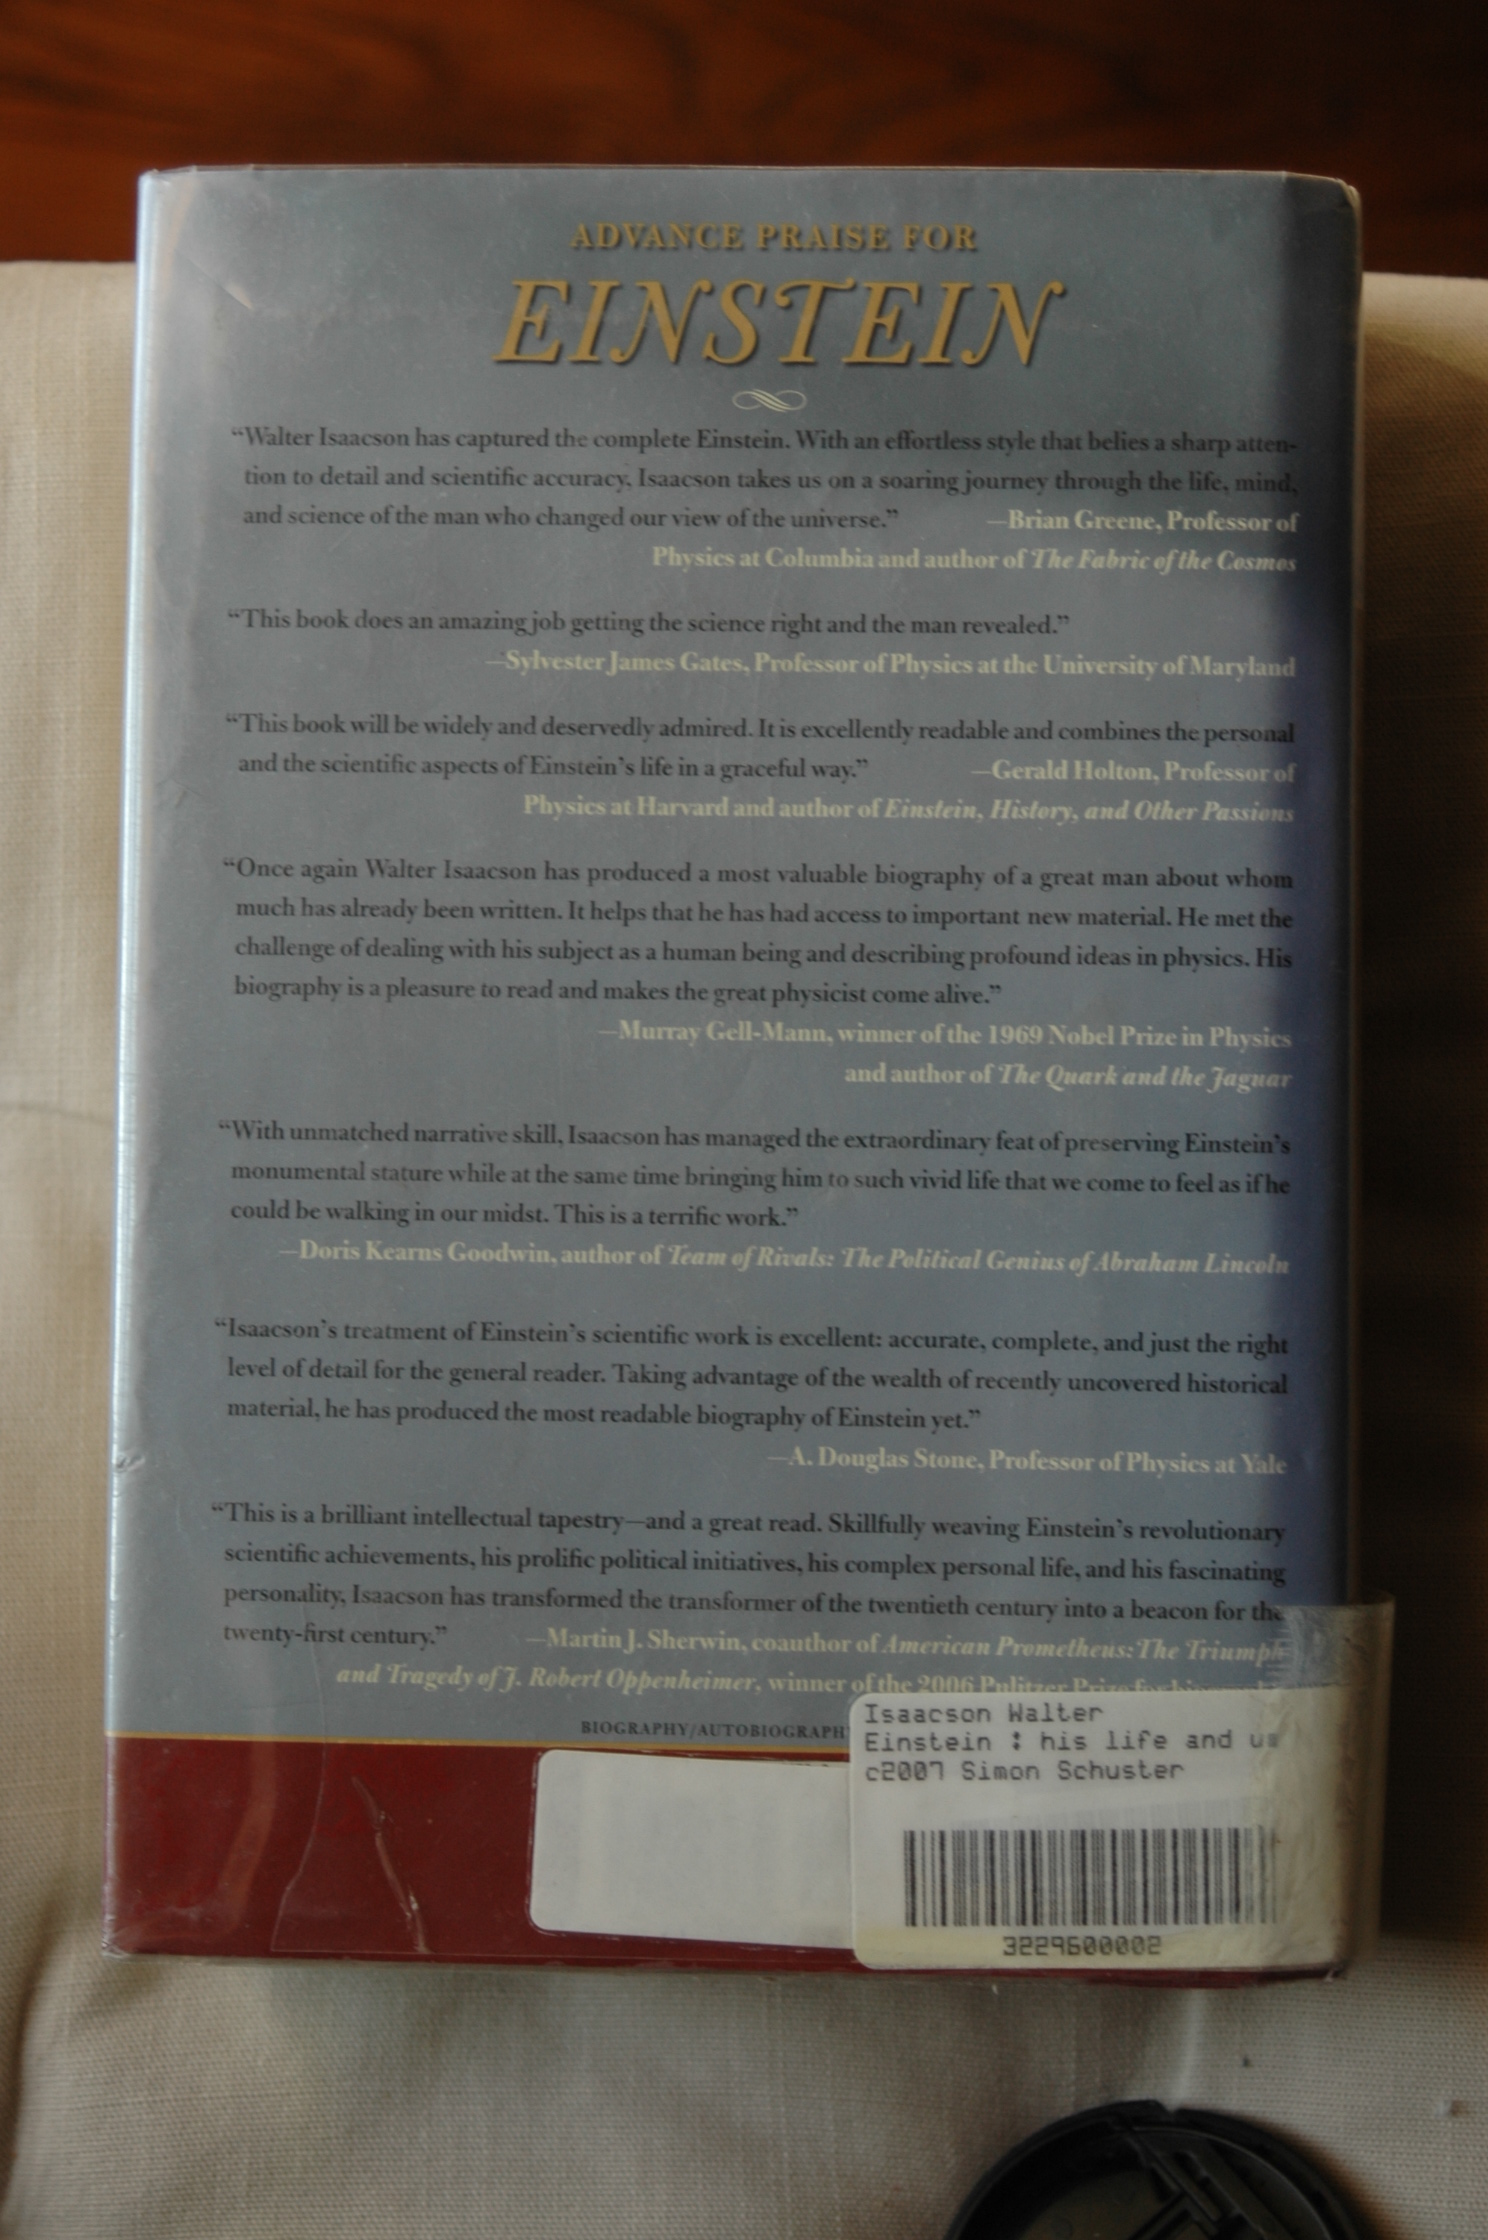 ADVANCE PRAISE FOR
EINSTEIN
“Walter Isaacson has captured the complete Einstein. With an effortless style that belies a sharp atten-
tion to detail and scientific accuracy, Isaacson takes us on a soaring journey through the life, mind,
and science of the man who changed our view of the universe.” —Brian Greene, Professor of
Physics at Columbia and author of The Fabric of the Cosmos
“This book does an amazing job getting the science right and the man revealed.”
—Sylvester James Gates, Professor of Physics at the University of Maryland
“This book will be widely and deservedly admired. It is excellently readable and combines the personal
and the scientific aspects of Einstein’s life in a graceful way.” —Gerald Holton, Professor of
Physics at Harvard and author of Einstein, History, and Other Passions
“Once again Walter Isaacson has produced a most valuable biography of a great man about whom
much has already been written. It helps that he has had access to important new material. He met the
challenge of dealing with his subject as a human being and describing profound ideas in physics. His
biography is a pleasure to read and makes the great physicist come alive.”
—Murray Gell-Mann, winner of the 1969 Nobel Prize in Physics
and author of The Quark and the Jaguar
“With unmatched narrative skill, Isaacson has managed the extraordinary feat of preserving Einstein’s
monumental stature while at the same time bringing him to such vivid life that we come to feel as if he
could be walking in our midst. This is a terrific work.”
—Doris Kearns Goodwin, author of Team of Rivals: The Political Genius of Abraham Lincoln
“Isaacson’s treatment of Einstein’s scientific work is excellent: accurate, complete, and just the right
level of detail for the general reader. Taking advantage of the wealth of recently uncovered historical
material, he has produced the most readable biography of Einstein yet.”
—A. Douglas Stone, Professor of Physics at Yale
“This is a brilliant intellectual tapestry—and a great read. Skillfully weaving Einstein’s revolutionary
scientific achievements, his prolific political initiatives, his complex personal life, and his fascinating
personality, Isaacson has transformed the transformer of the twentieth century into a beacon for the
twenty-first century.” —Martin J. Sherwin, coauthor of American Prometheus: The Triumph
and Tragedy of J. Robert Oppenheimer, winner of the 2006 Pulitzer Prize for
BIOGRAPHY/AUTOBIOGRAPHY
Isaacson Walter
Einstein : his life and un
c2007 Simon Schuster
3229600002